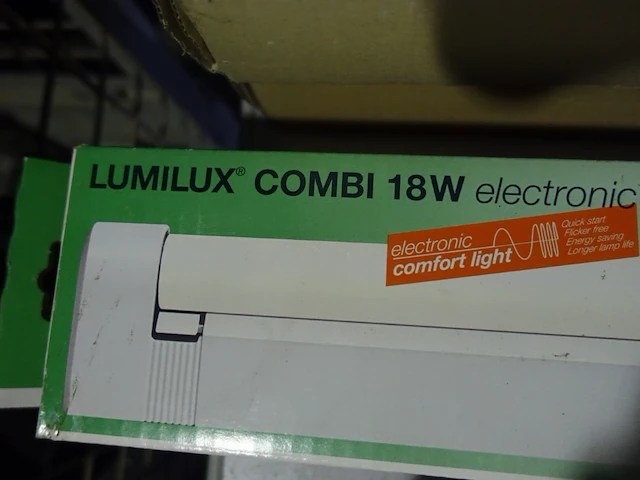 LUMILUX® COMBI 18W electronic
electronic
comfort light
Quick start
Flicker free
Energy saving
Longer lamp life